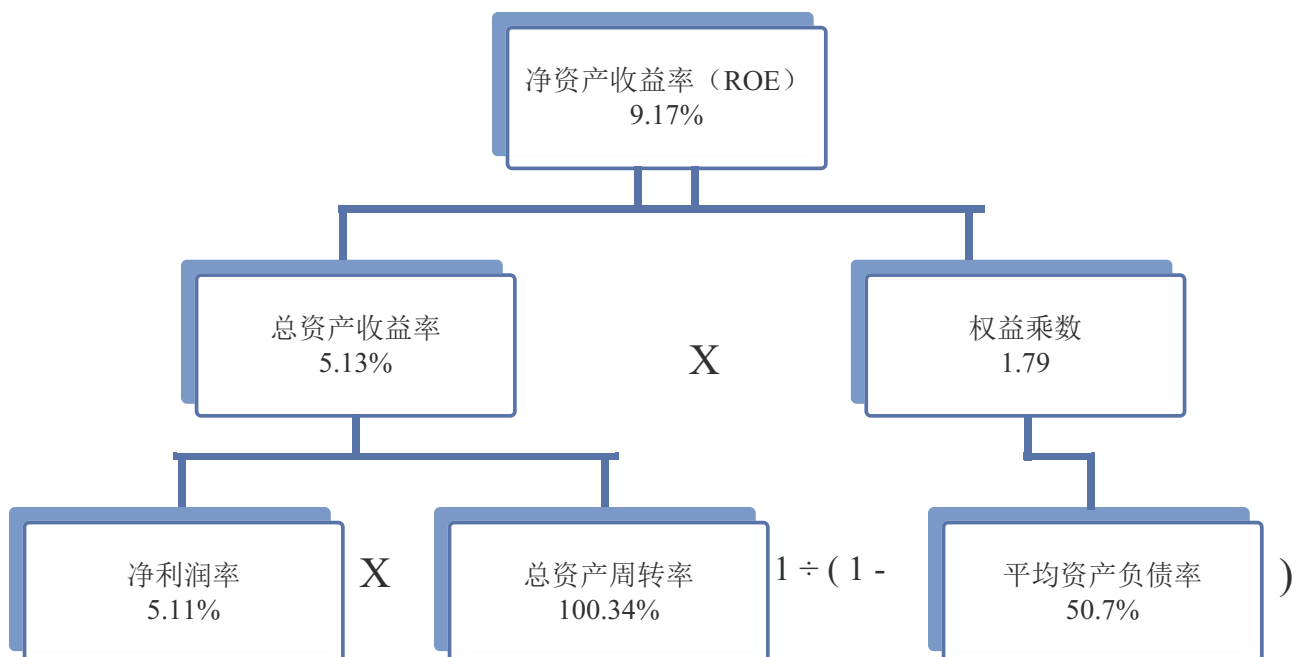 净资产收益率（ROE）
9.17%
总资产收益率
5.13%
X
权益乘数
1.79
净利润率
5.11%
X
总资产周转率
100.34%
1 ÷ ( 1 -
平均资产负债率
50.7%
)